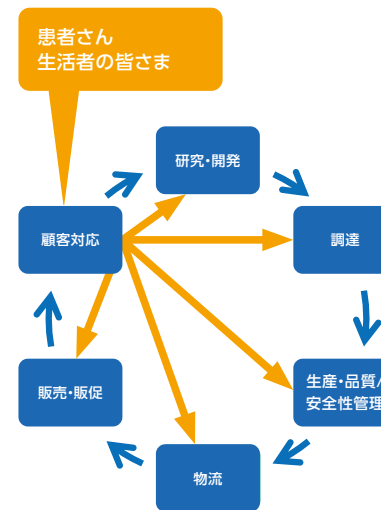 患者さん
生活者の皆さま
研究・開発
顧客対応
調達
販売・販促
生産・品質/
安全性管理
物流